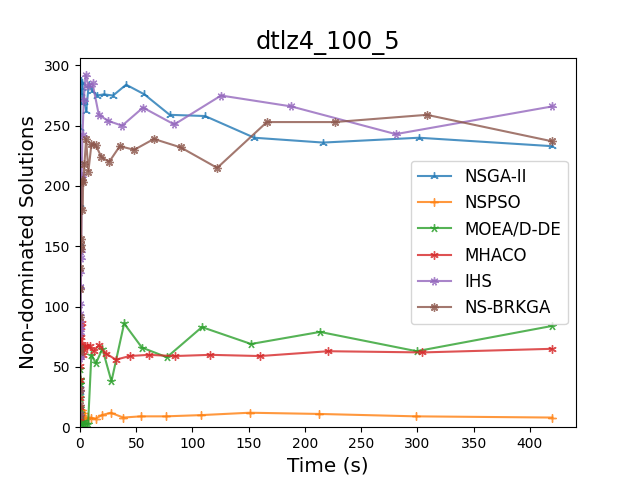 dtlz4_100_5
Non-dominated Solutions
300
250
200
150
100
50
0
0 50 100 150 200 250 300 350 400
Time (s)
NSGA-II
NSPSO
MOEA/D-DE
MHACO
IHS
NS-BRKGA